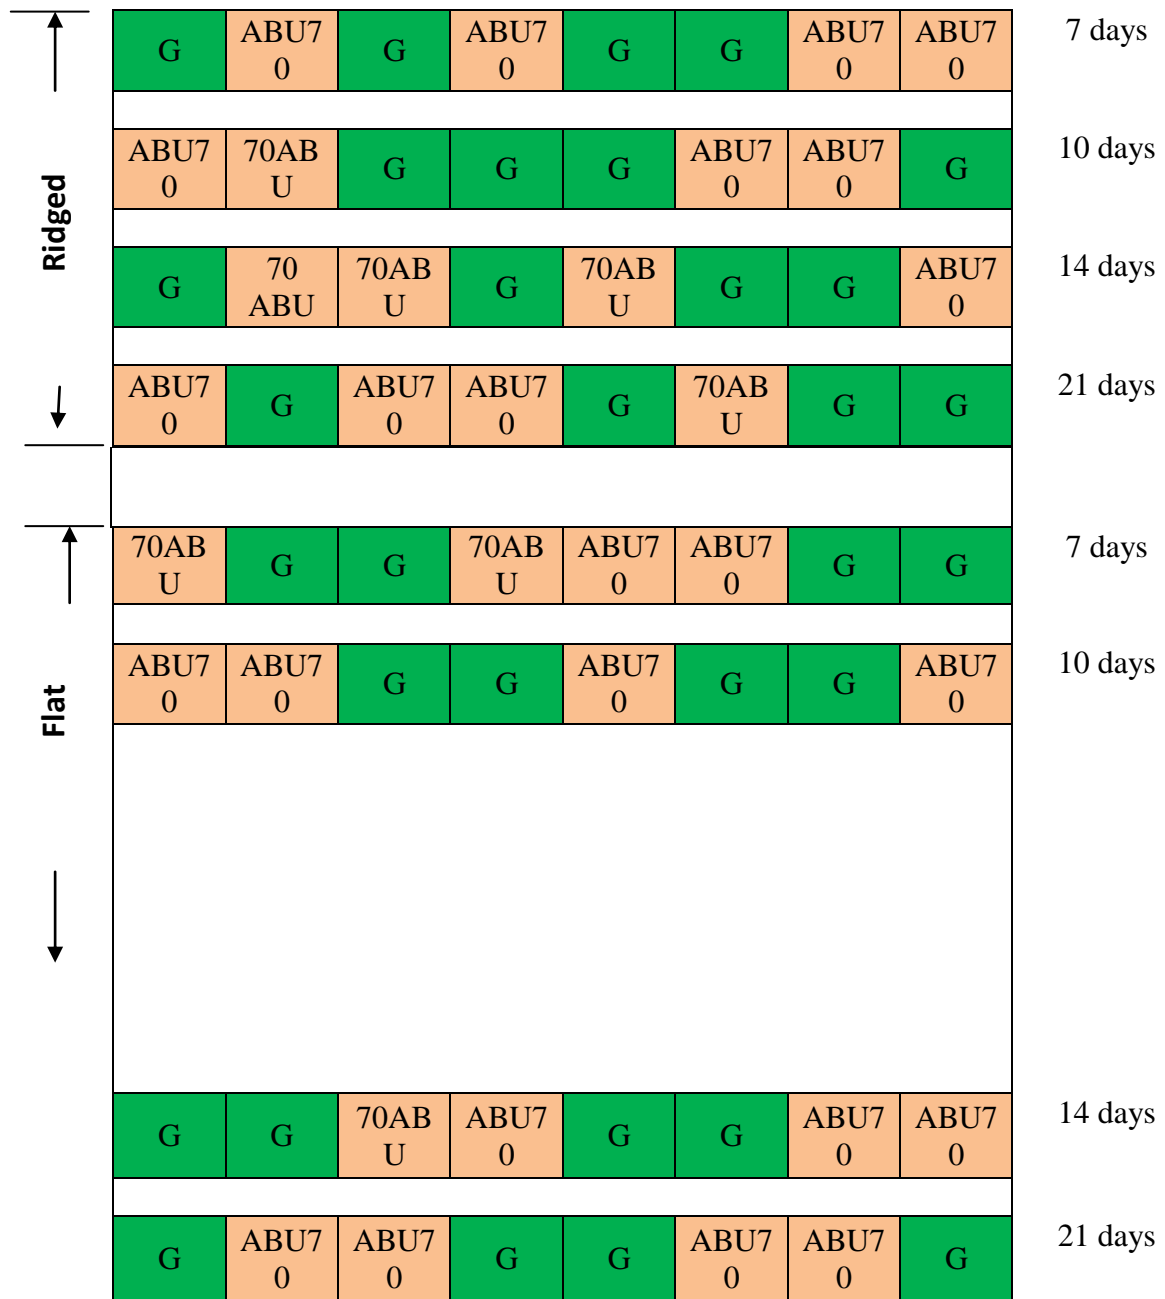 G ABU7 G ABU7 G G ABU7 ABU7 7 days
0 0 0 0
ABU7 70AB G G G ABU7 ABU7 G 10 days
0 U 0 0
Ridged
G 70 70AB G 70AB G G ABU7 14 days
ABU U U 0
ABU7 G ABU7 ABU7 G 70AB G G 21 days
0 0 0 U
70AB G G 70AB ABU7 ABU7 G G 7 days
U U 0 0
ABU7 ABU7 G G ABU7 G G ABU7 10 days
0 0 0 0
Flat
G G 70AB ABU7 G G ABU7 ABU7 14 days
U 0 0 0
G ABU7 ABU7 G G ABU7 ABU7 G 21 days
0 0 0 0